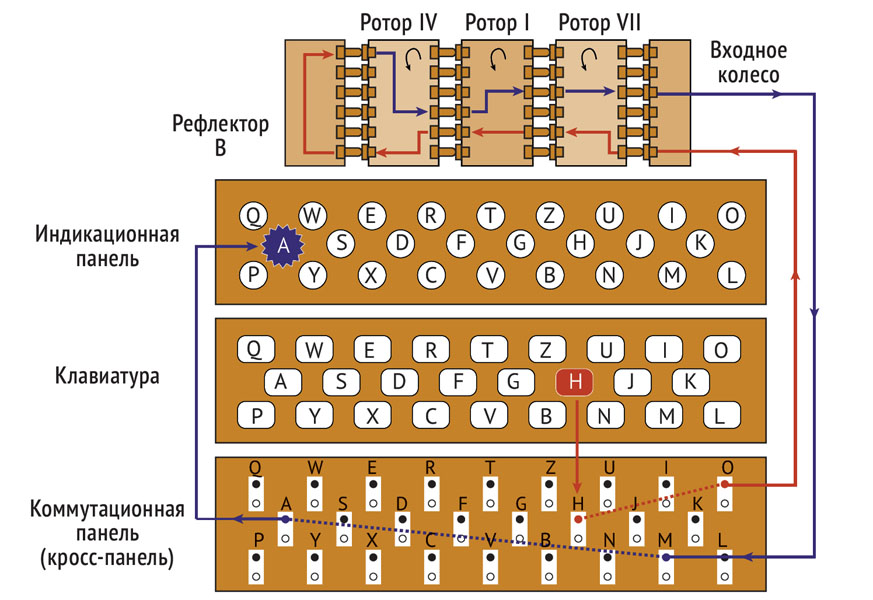 Ротор IV Ротор I Ротор VII
Входное
колесо
Рефлектор
В
Индикационная
панель
Q W E R T Z U I O
A S D F G H J K
P Y X C V B N M L
Клавиатура
Q W E R T Z U I O
A S D F G H J K
P Y X C V B N M L
Коммутационная
панель
(кросс-панель)
Q W E R T Z U I O
A S D F G H J K
P Y X C V B N M L